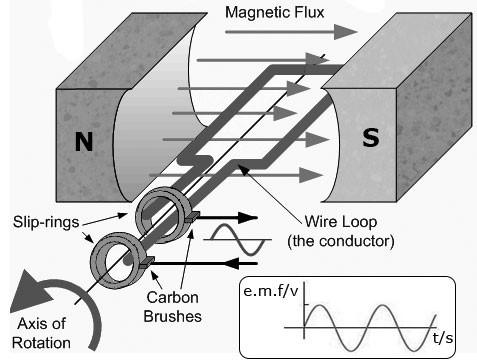 Magnetic Flux
N
S
Slip-rings
Wire Loop
(the conductor)
Carbon
Brushes
Axis of
Rotation
e.m.f/v
t/s